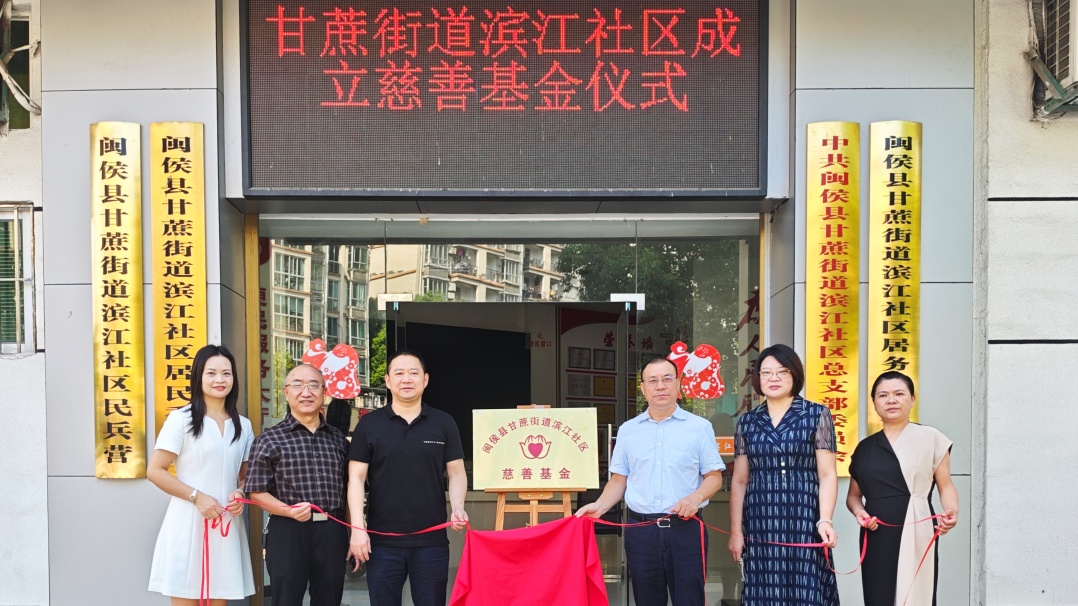 甘蔗街道滨江社区成
立慈善基金仪式
闽侯县甘蔗街道滨江社区民兵营
闽侯县甘蔗街道滨江社区居民
闽侯县甘蔗街道滨江社区
慈善基金
中共闽侯县甘蔗街道滨江社区总支部委员会
闽侯县甘蔗街道滨江社区居务